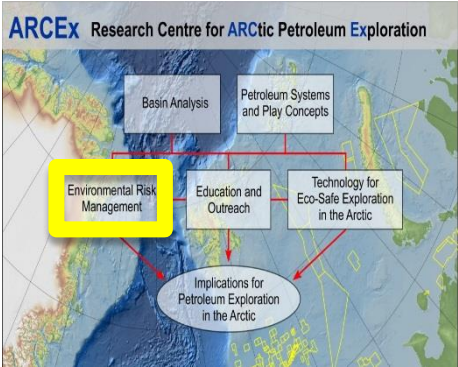 ARCEx Research Centre for ARCtic Petroleum Exploration
Basin Analysis
Petroleum Systems
and Play Concepts
Environmental Risk
Management
Education and
Outreach
Technology for
Eco-Safe Exploration
in the Arctic
Implications for
Petroleum Exploration
in the Arctic